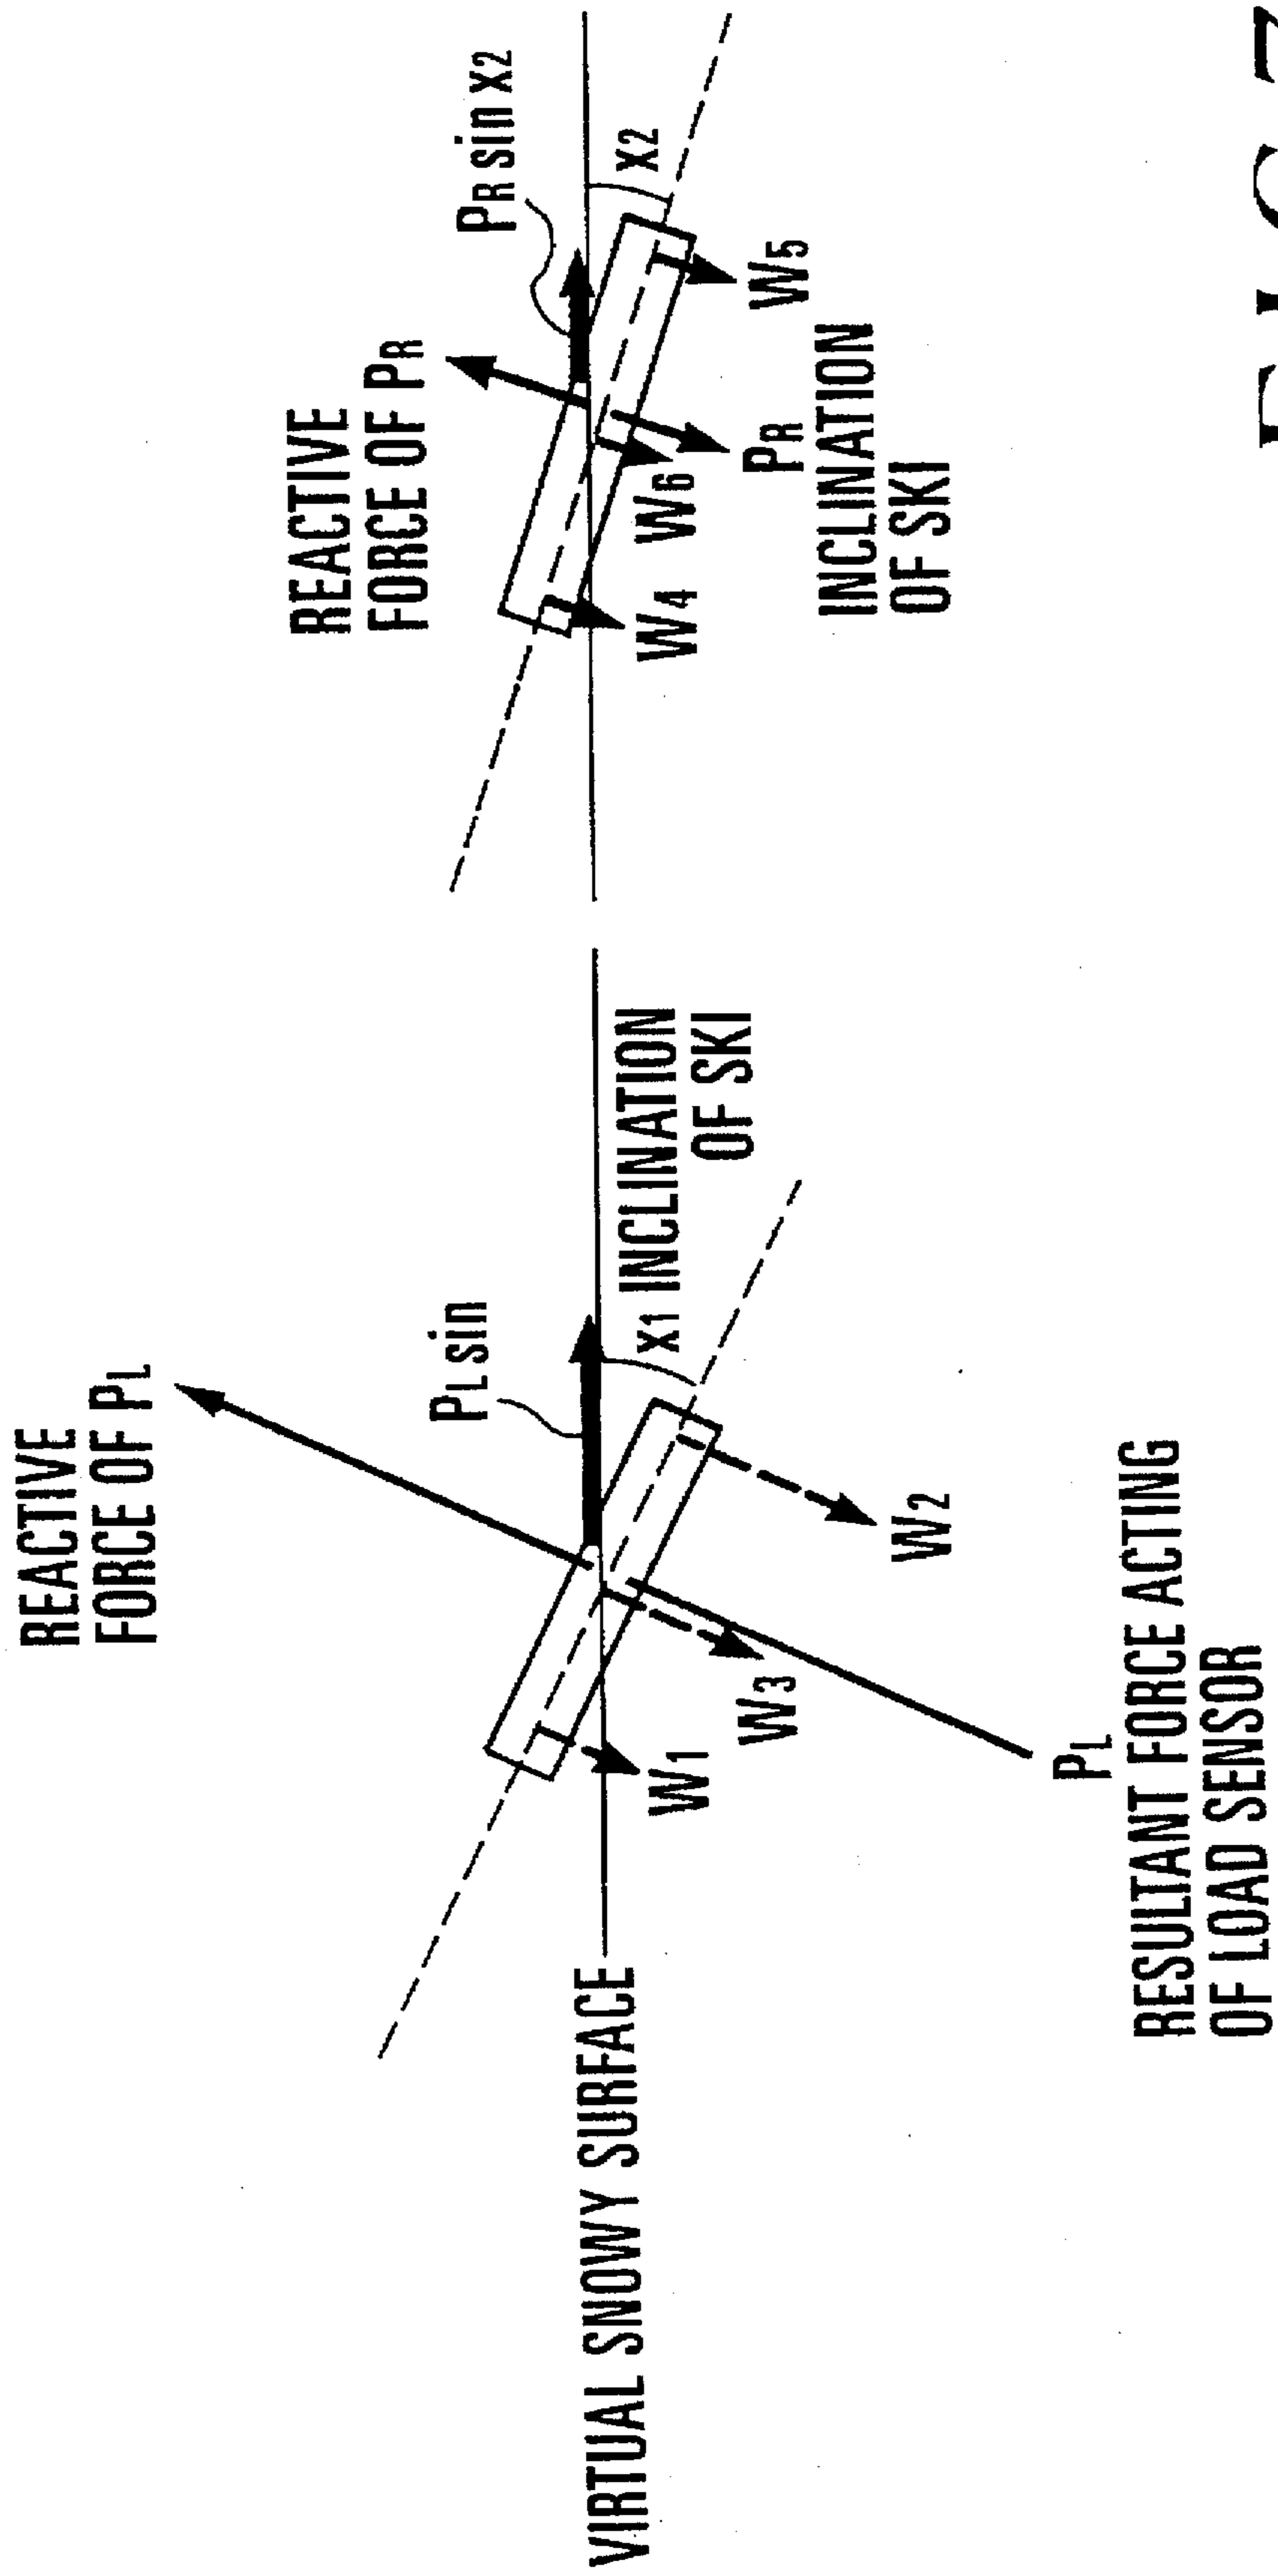 REACTIVE
FORCE OF PL
PL sin
X1 INCLINATION
OF SKI
VIRTUAL SNOWY SURFACE
W1
W3
W2
PL
RESULTANT FORCE ACTING
OF LOAD SENSOR
REACTIVE
FORCE OF PR
PR sin X2
X2
W4
W6
W5
PR
INCLINATION
OF SKI